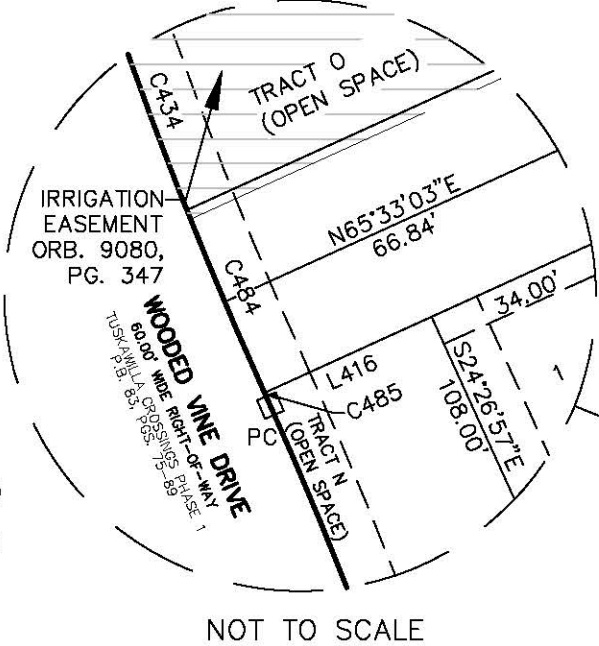 C434
TRACT O
(OPEN SPACE)
IRRIGATION
EASEMENT
ORB. 9080,
PG. 347
N65°33'03"E
66.84'
C484
WOODED VINE DRIVE
60.00' WIDE RIGHT-OF-WAY
TUSKAWILLA CROSSINGS PHASE 1
P.B. 83, PGS. 75-89
34.00'
L416
C485
PC
TRACT N
(OPEN SPACE)
S24°26'57"E
108.00'
1
NOT TO SCALE